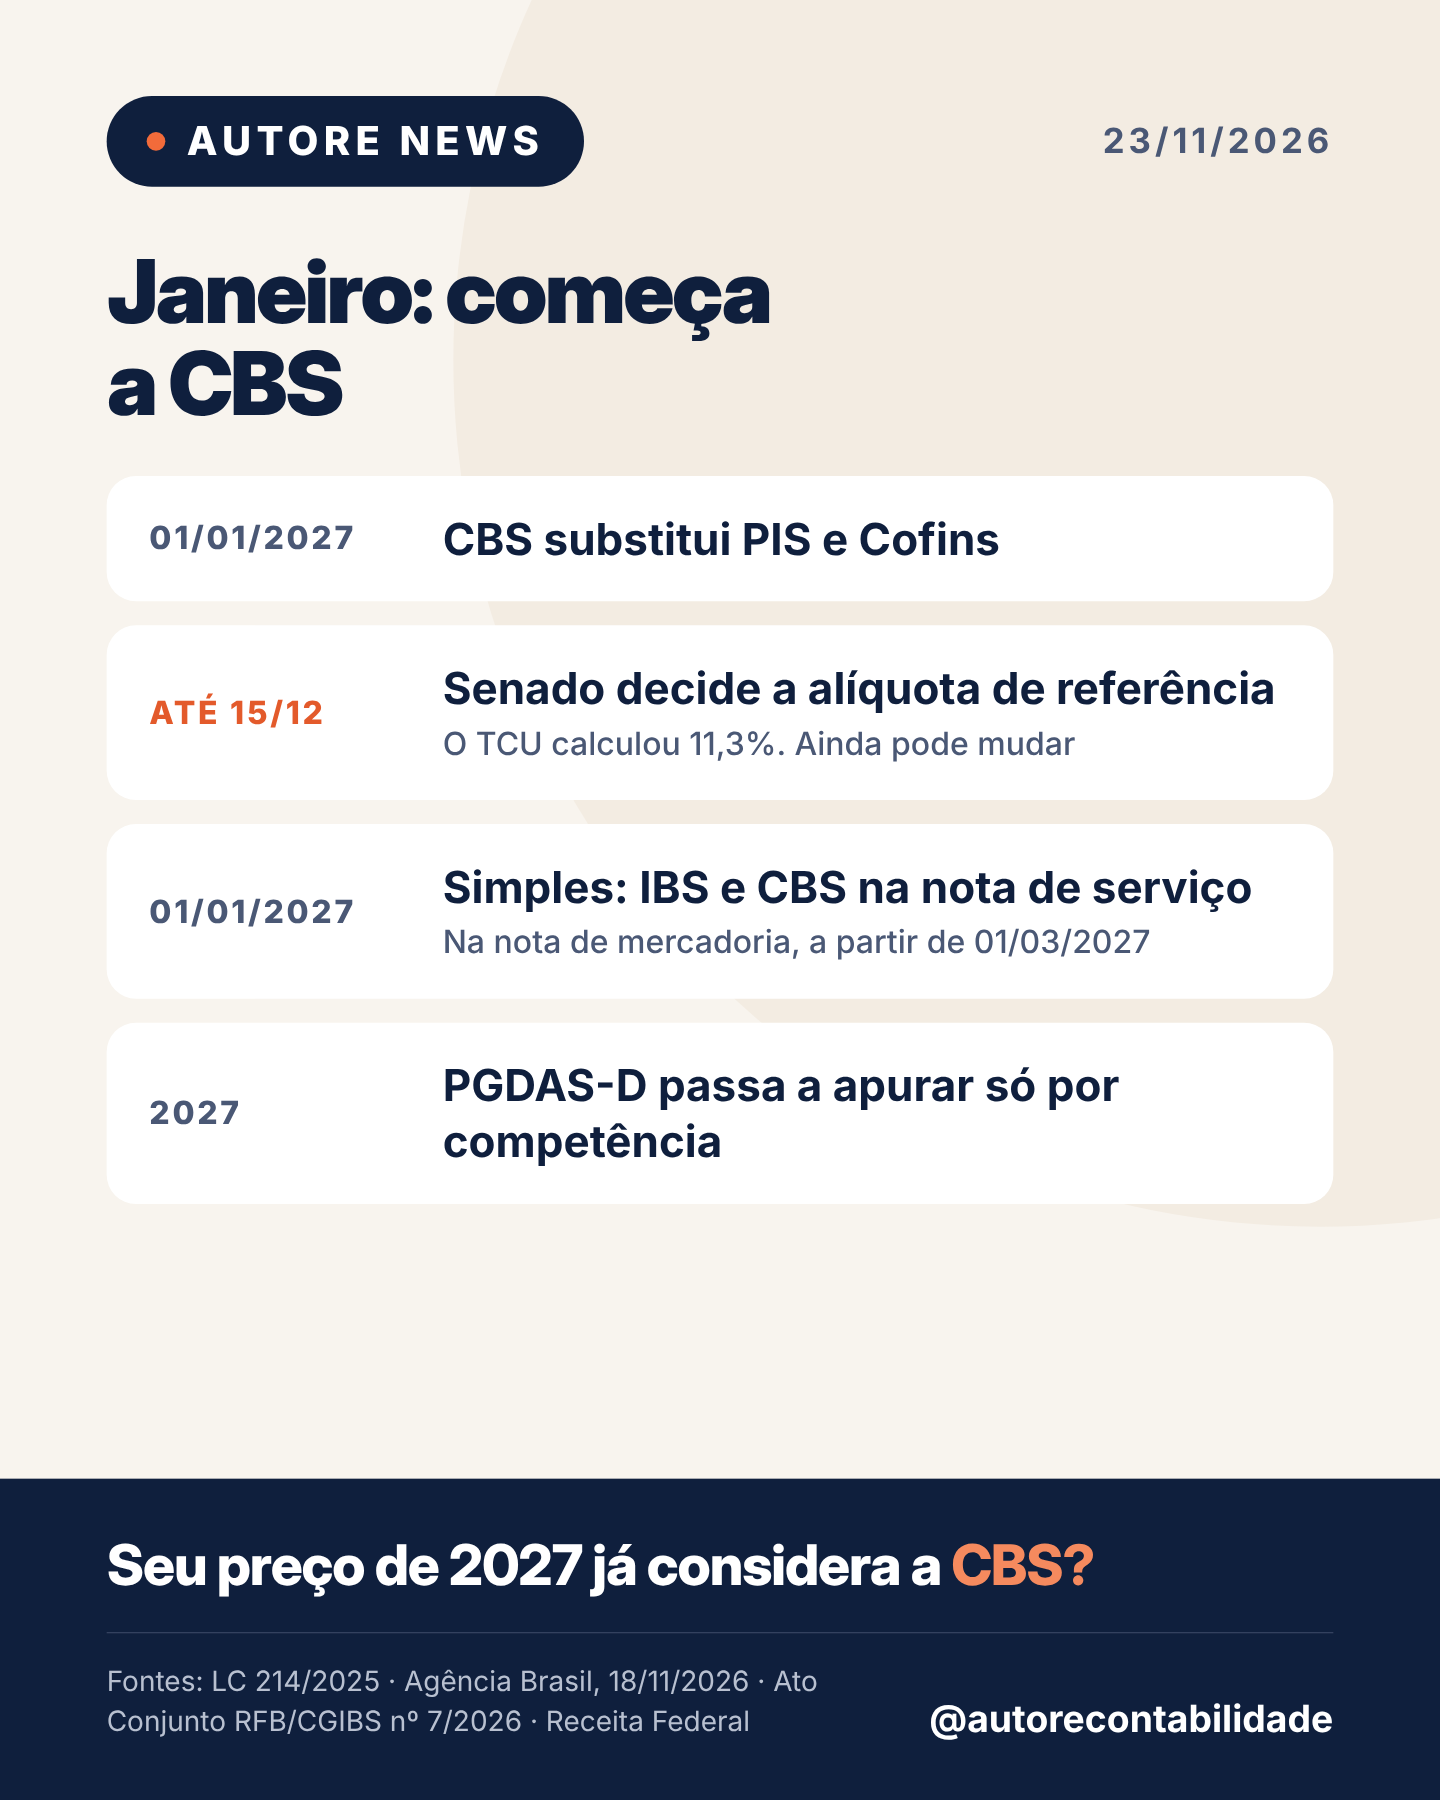 AUTORE NEWS
23/11/2026
Janeiro: começa
a CBS
01/01/2027
CBS substitui PIS e Cofins
ATÉ 15/12
Senado decide a alíquota de referência
O TCU calculou 11,3%. Ainda pode mudar
01/01/2027
Simples: IBS e CBS na nota de serviço
Na nota de mercadoria, a partir de 01/03/2027
2027
PGDAS-D passa a apurar só por
competência
Seu preço de 2027 já considera a CBS?
Fontes: LC 214/2025 · Agência Brasil, 18/11/2026 · Ato
Conjunto RFB/CGIBS nº 7/2026 · Receita Federal
@autorecontabilidade